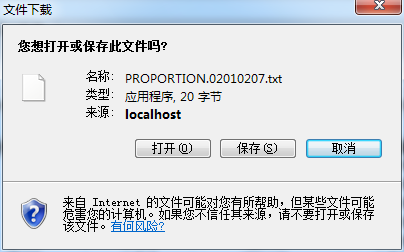 文件下载
您想打开或保存此文件吗?
名称: PROPORTION.02010207.txt
类型: 应用程序, 20 字节
来源: localhost
打开(O) 保存(S) 取消
来自 Internet 的文件可能对您有所帮助,但某些文件可能
危害您的计算机。如果您不信任其来源,请不要打开或保存
该文件。有何风险?